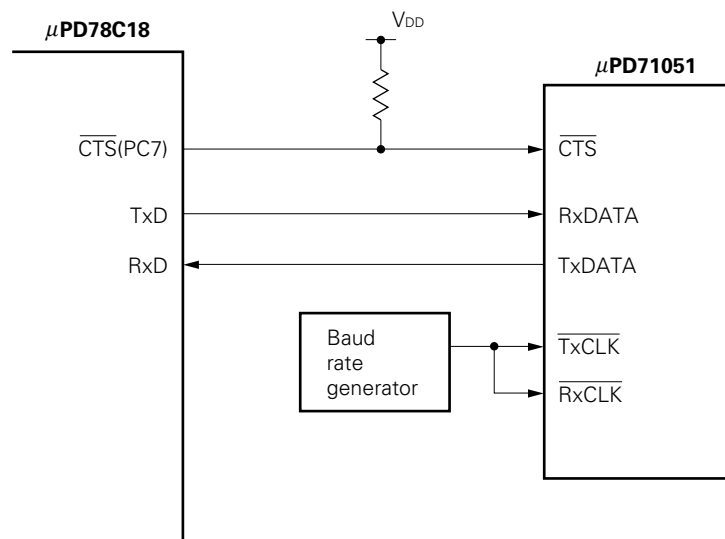 μPD78C18
VDD
μPD71051
CTS(PC7)
CTS
TxD
RxDATA
RxD
TxDATA
Baud
rate
generator
TxCLK
RxCLK